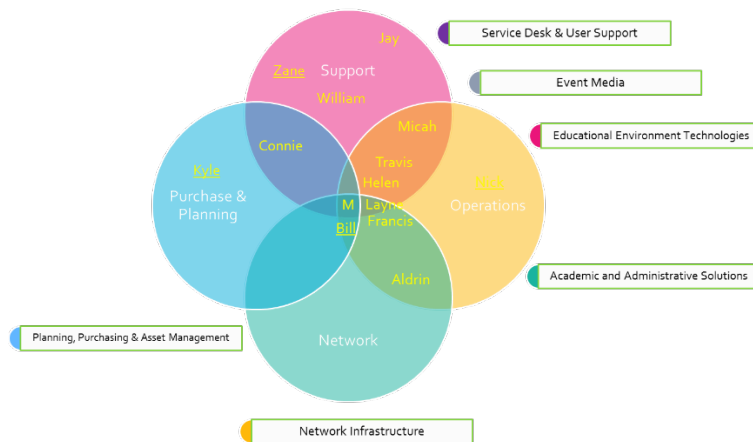 Jay
Service Desk & User Support
Zane
Support
Event Media
William
Micah
Educational Environment Technologies
Connie
Travis
Kyle
Helen
Purchase &
Planning
M
Layne
Operations
Francis
Bill
Aldrin
Academic and Administrative Solutions
Planning, Purchasing & Asset Management
Network
Network Infrastructure